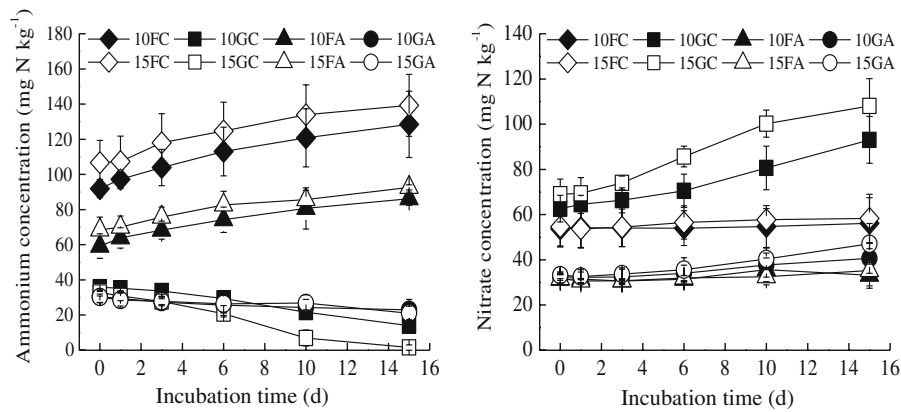 Ammonium concentration (mg N kg⁻¹)
180
160
140
120
100
80
60
40
20
0
10FC 10GC 10FA 10GA
15FC 15GC 15FA 15GA
0 2 4 6 8 10 12 14 16
Incubation time (d)
Nitrate concentration (mg N kg⁻¹)
140
120
100
80
60
40
20
0
10FC 10GC 10FA 10GA
15FC 15GC 15FA 15GA
0 2 4 6 8 10 12 14 16
Incubation time (d)